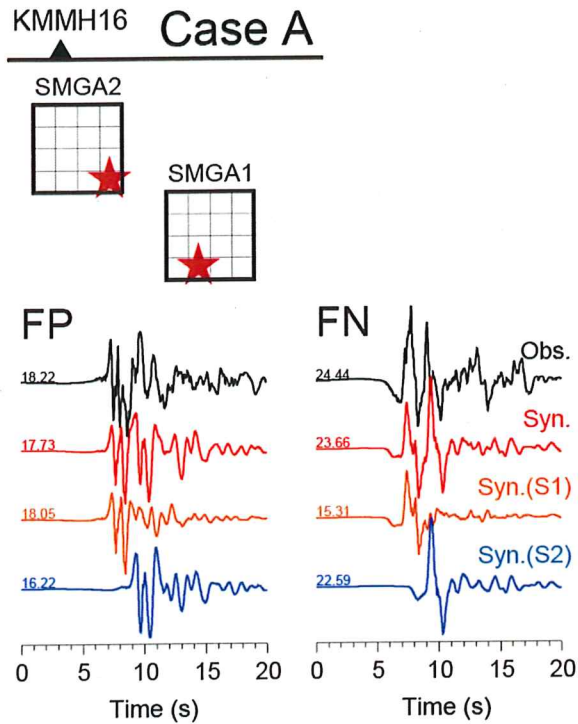 KMMH16 Case A
SMGA2
SMGA1
FP FN
Obs.
18.22 24.44
Syn.
17.73 23.66
Syn.(S1)
18.05 15.31
Syn.(S2)
16.22 22.59
0 5 10 15 20 0 5 10 15 20
Time (s) Time (s)